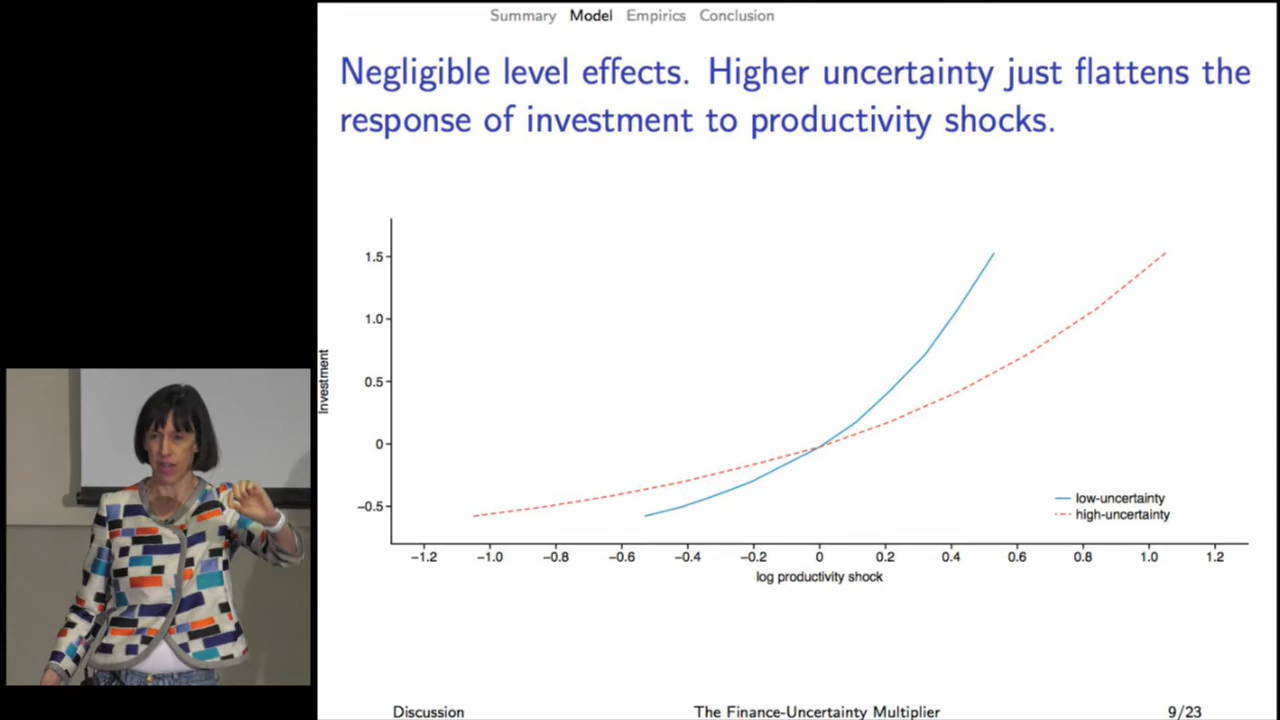 Summary Model Empirics Conclusion
Negligible level effects. Higher uncertainty just flattens the
response of investment to productivity shocks.
Investment
1.5
1.0
0.5
0
−0.5
low-uncertainty
high-uncertainty
−1.2 −1.0 −0.8 −0.6 −0.4 −0.2 0 0.2 0.4 0.6 0.8 1.0 1.2
log productivity shock
Discussion The Finance-Uncertainty Multiplier 9/23